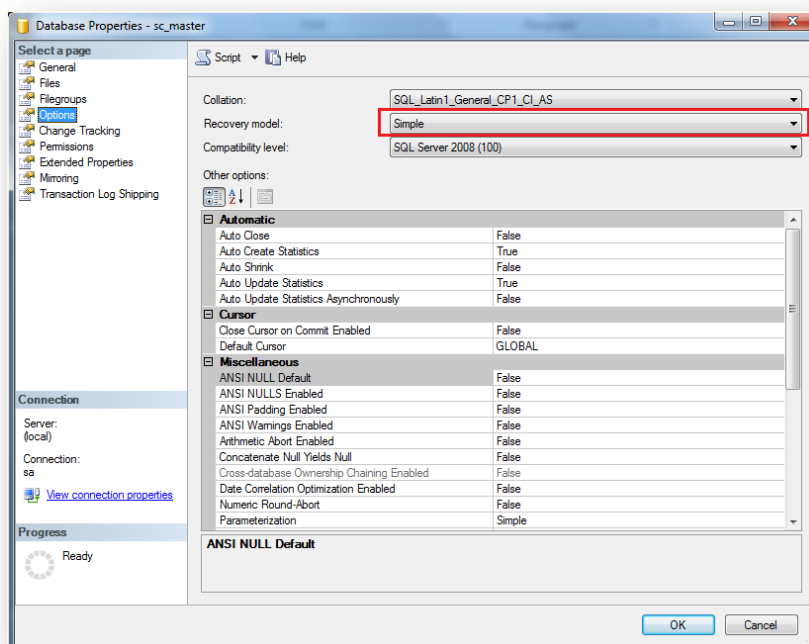 Database Properties - sc_master
Select a page
General
Files
Filegroups
Options
Change Tracking
Permissions
Extended Properties
Mirroring
Transaction Log Shipping
Connection
Server:
(local)
Connection:
sa
View connection properties
Progress
Ready
Script Help
Collation: SQL_Latin1_General_CP1_CI_AS
Recovery model: Simple
Compatibility level: SQL Server 2008 (100)
Other options:
Automatic
Auto Close False
Auto Create Statistics True
Auto Shrink False
Auto Update Statistics True
Auto Update Statistics Asynchronously False
Cursor
Close Cursor on Commit Enabled False
Default Cursor GLOBAL
Miscellaneous
ANSI NULL Default False
ANSI NULLS Enabled False
ANSI Padding Enabled False
ANSI Warnings Enabled False
Arithmetic Abort Enabled False
Concatenate Null Yields Null False
Cross-database Ownership Chaining Enabled False
Date Correlation Optimization Enabled False
Numeric Round-Abort False
Parameterization Simple
ANSI NULL Default
OK Cancel